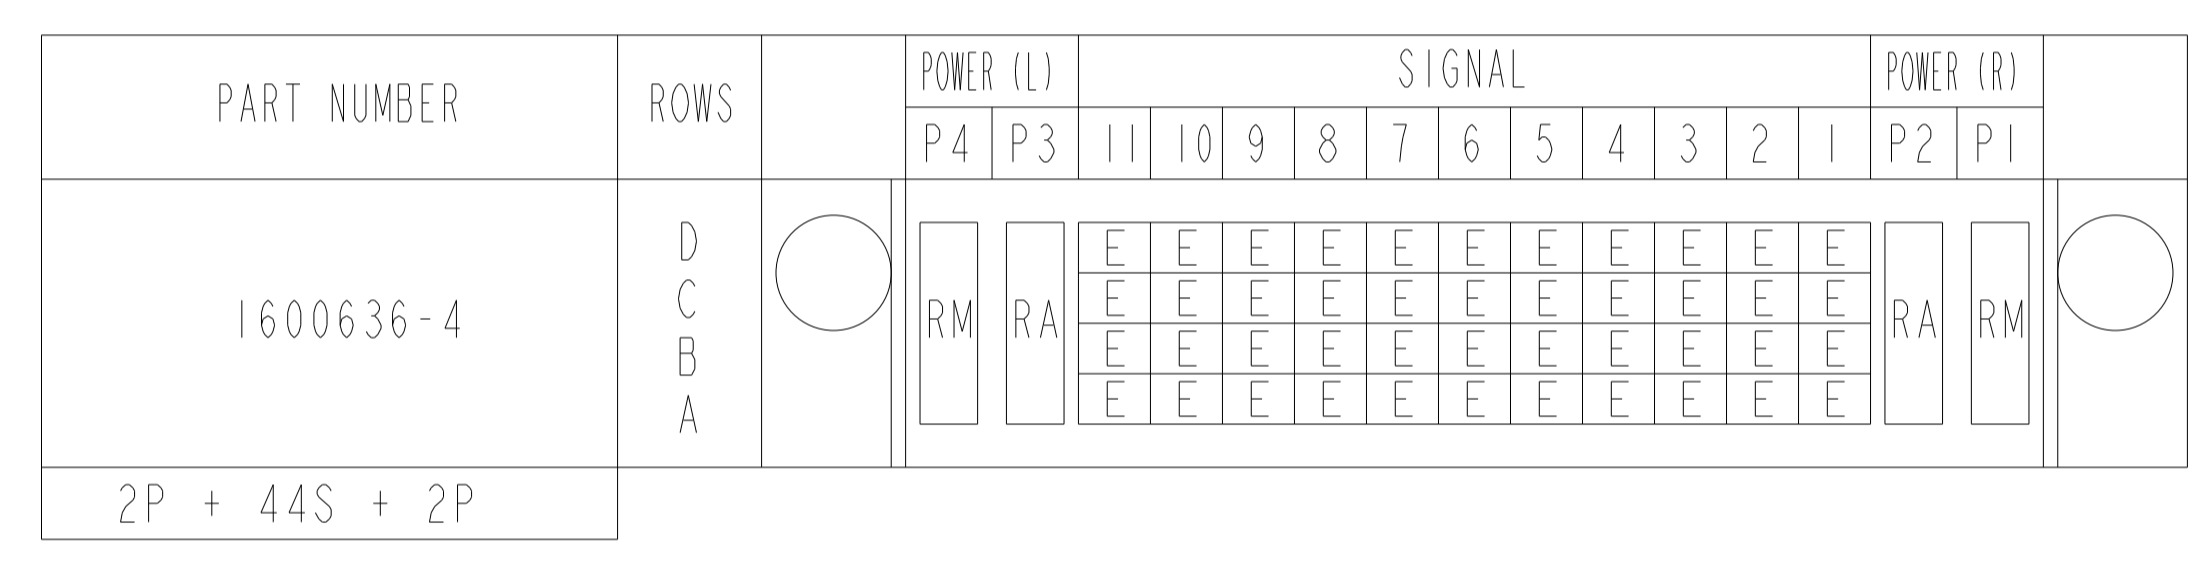 PART NUMBER ROWS POWER (L) SIGNAL POWER (R)
P4 P3 11 10 9 8 7 6 5 4 3 2 1 P2 P1
D E E E E E E E E E E E
C E E E E E E E E E E E
1600636-4 RM RA RA RM
B E E E E E E E E E E E
A E E E E E E E E E E E
2P + 44S + 2P